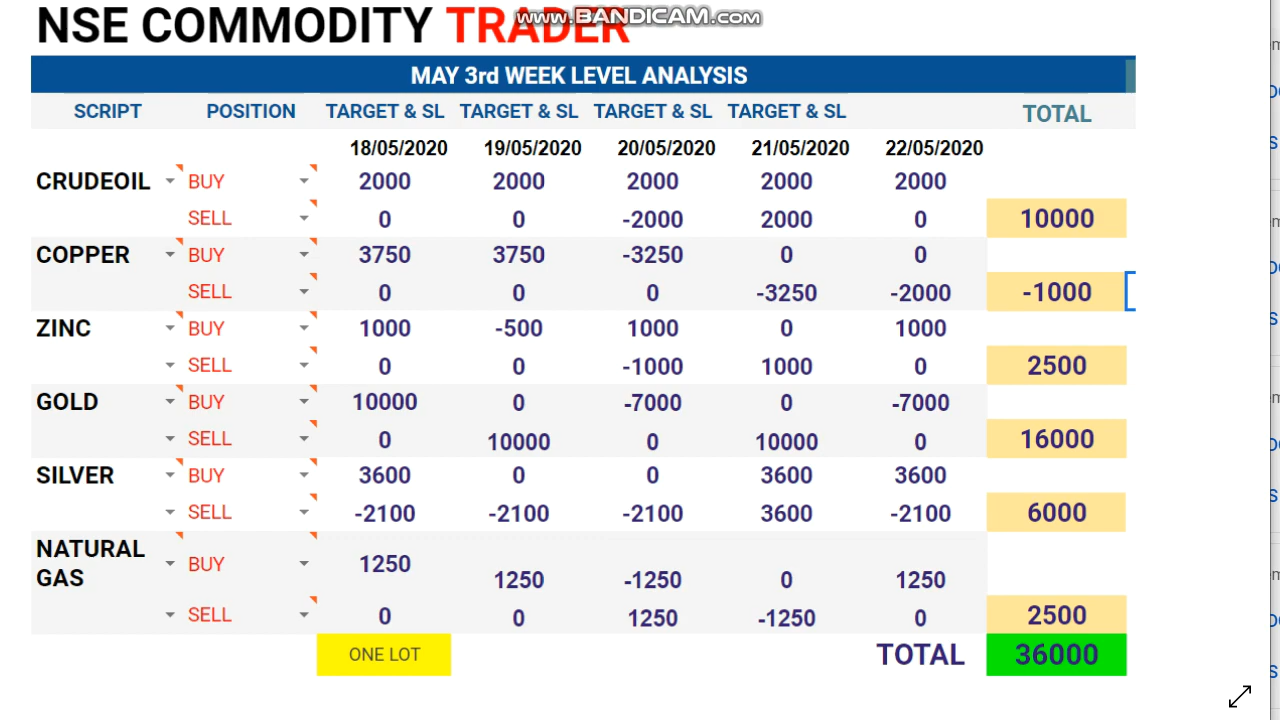 www.BANDICAM.com
NSE COMMODITY TRADER
MAY 3rd WEEK LEVEL ANALYSIS
SCRIPT POSITION TARGET & SL TARGET & SL TARGET & SL TARGET & SL TOTAL
18/05/2020 19/05/2020 20/05/2020 21/05/2020 22/05/2020
CRUDEOIL BUY 2000 2000 2000 2000 2000
SELL 0 0 -2000 2000 0 10000
COPPER BUY 3750 3750 -3250 0 0
SELL 0 0 0 -3250 -2000 -1000
ZINC BUY 1000 -500 1000 0 1000
SELL 0 0 -1000 1000 0 2500
GOLD BUY 10000 0 -7000 0 -7000
SELL 0 10000 0 10000 0 16000
SILVER BUY 3600 0 0 3600 3600
SELL -2100 -2100 -2100 3600 -2100 6000
NATURAL GAS BUY 1250 1250 -1250 0 1250
SELL 0 0 1250 -1250 0 2500
ONE LOT TOTAL 36000